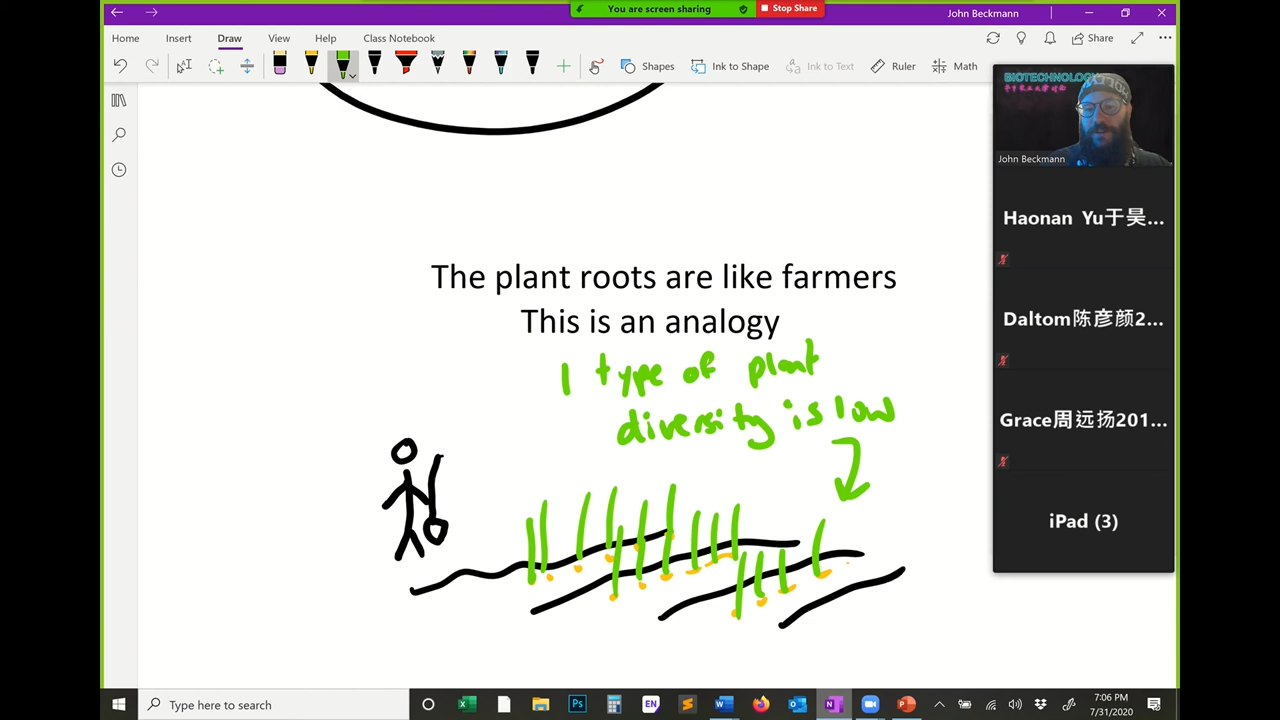 You are screen sharing
Stop Share
John Beckmann
Home Insert Draw View Help Class Notebook
Share
Shapes Ink to Shape Ink to Text Ruler Math
BIOTECHNOLOGY
John Beckmann
Haonan Yu于昊...
Daltom陈彦颜2...
Grace周远扬201...
iPad (3)
The plant roots are like farmers
This is an analogy
1 type of plant
diversity is low
Type here to search
EN
7:06 PM
7/31/2020